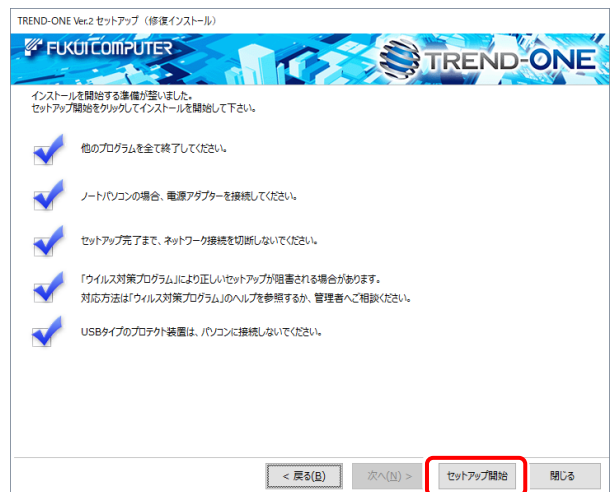 TREND-ONE Ver.2 セットアップ（修復インストール）
FUKUI COMPUTER
TREND-ONE
インストールを開始する準備が整いました。
セットアップ開始をクリックしてインストールを開始して下さい。
他のプログラムを全て終了してください。
ノートパソコンの場合、電源アダプターを接続してください。
セットアップ完了まで、ネットワーク接続を切断しないでください。
「ウイルス対策プログラム」により正しいセットアップが阻害される場合があります。
対応方法は「ウィルス対策プログラム」のヘルプを参照するか、管理者へご相談ください。
USBタイプのプロテクト装置は、パソコンに接続しないでください。
< 戻る(B) 次へ(N) > セットアップ開始 閉じる